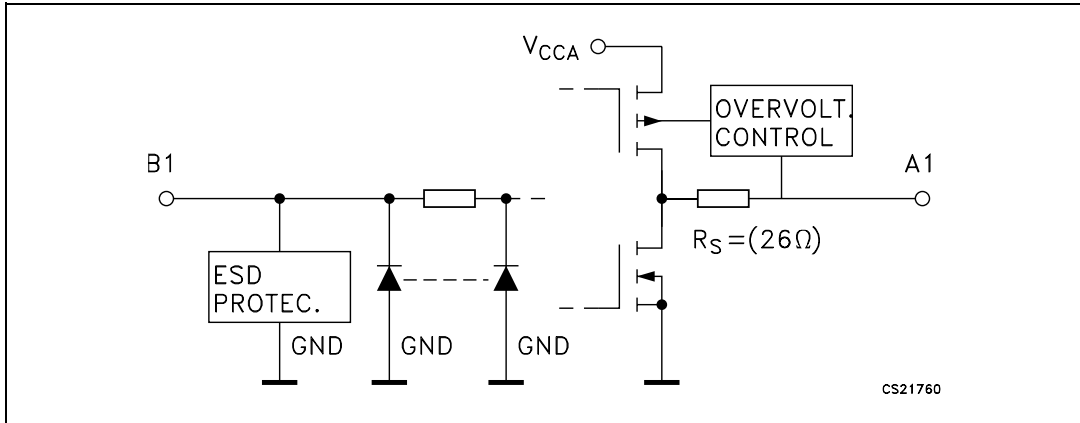 VCCA
OVERVOLT.
CONTROL
B1
A1
RS=(26Ω)
ESD
PROTEC.
GND
GND
GND
CS21760